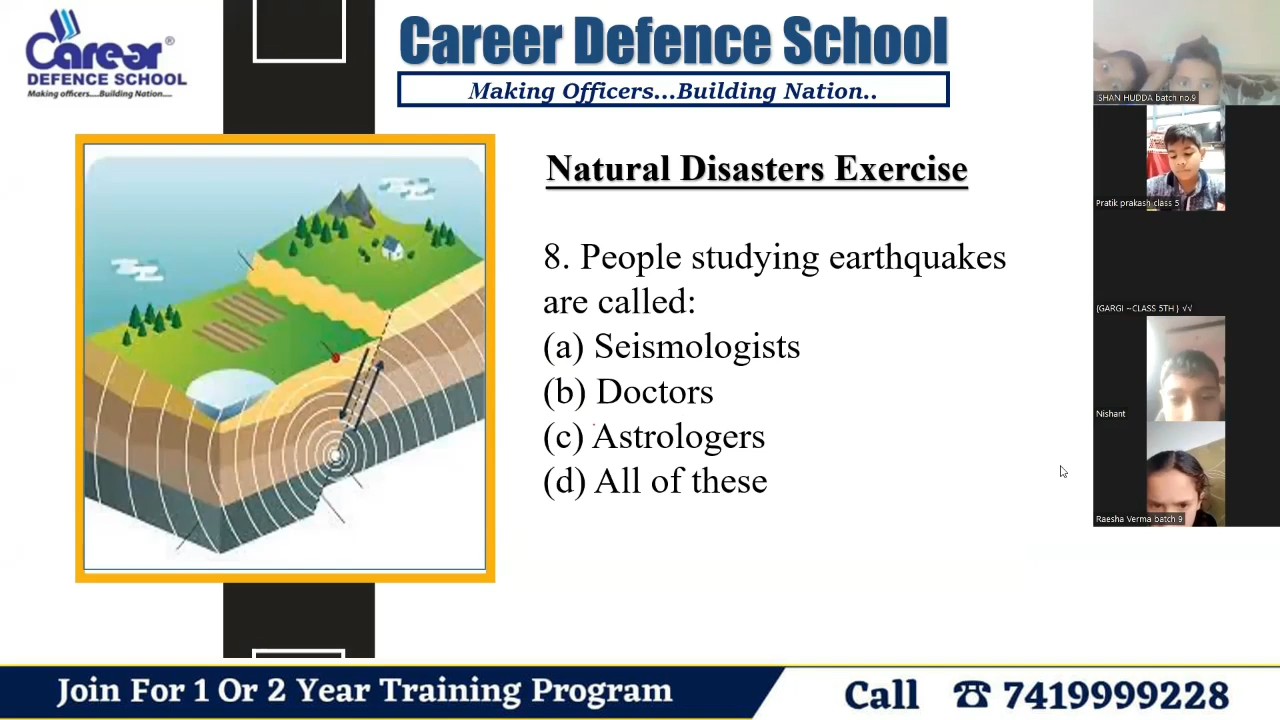 Career®
DEFENCE SCHOOL
Making officers....Building Nation....
Career Defence School
Making Officers...Building Nation..
Natural Disasters Exercise
8. People studying earthquakes
are called:
(a) Seismologists
(b) Doctors
(c) Astrologers
(d) All of these
ISHAN HUDDA batch no.9
Pratik prakash class 5
(GARGI ~CLASS 5TH ) √√
Nishant
Raesha Verma batch 9
Join For 1 Or 2 Year Training Program
Call ☎ 7419999228